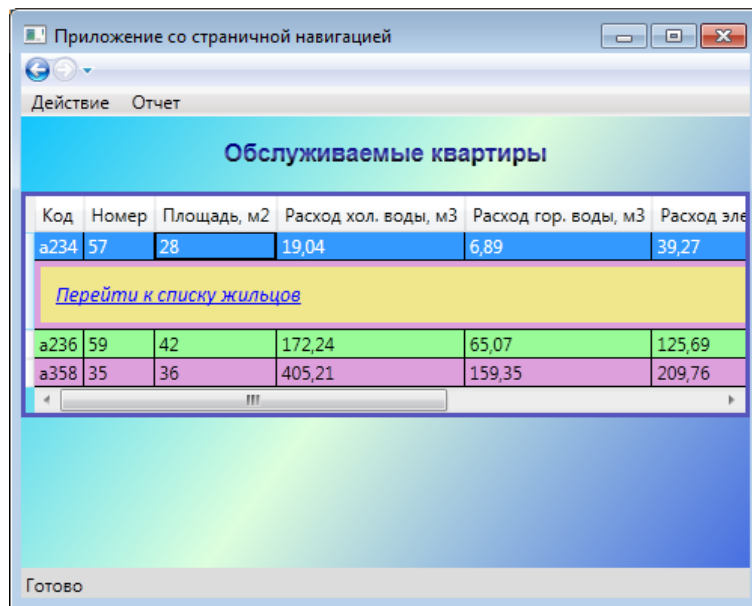 Приложение со страничной навигацией
Действие Отчет
Обслуживаемые квартиры
Код Номер Площадь, м2 Расход хол. воды, м3 Расход гор. воды, м3 Расход эле
а234 57 28 19,04 6,89 39,27
Перейти к списку жильцов
а236 59 42 172,24 65,07 125,69
а358 35 36 405,21 159,35 209,76
Готово